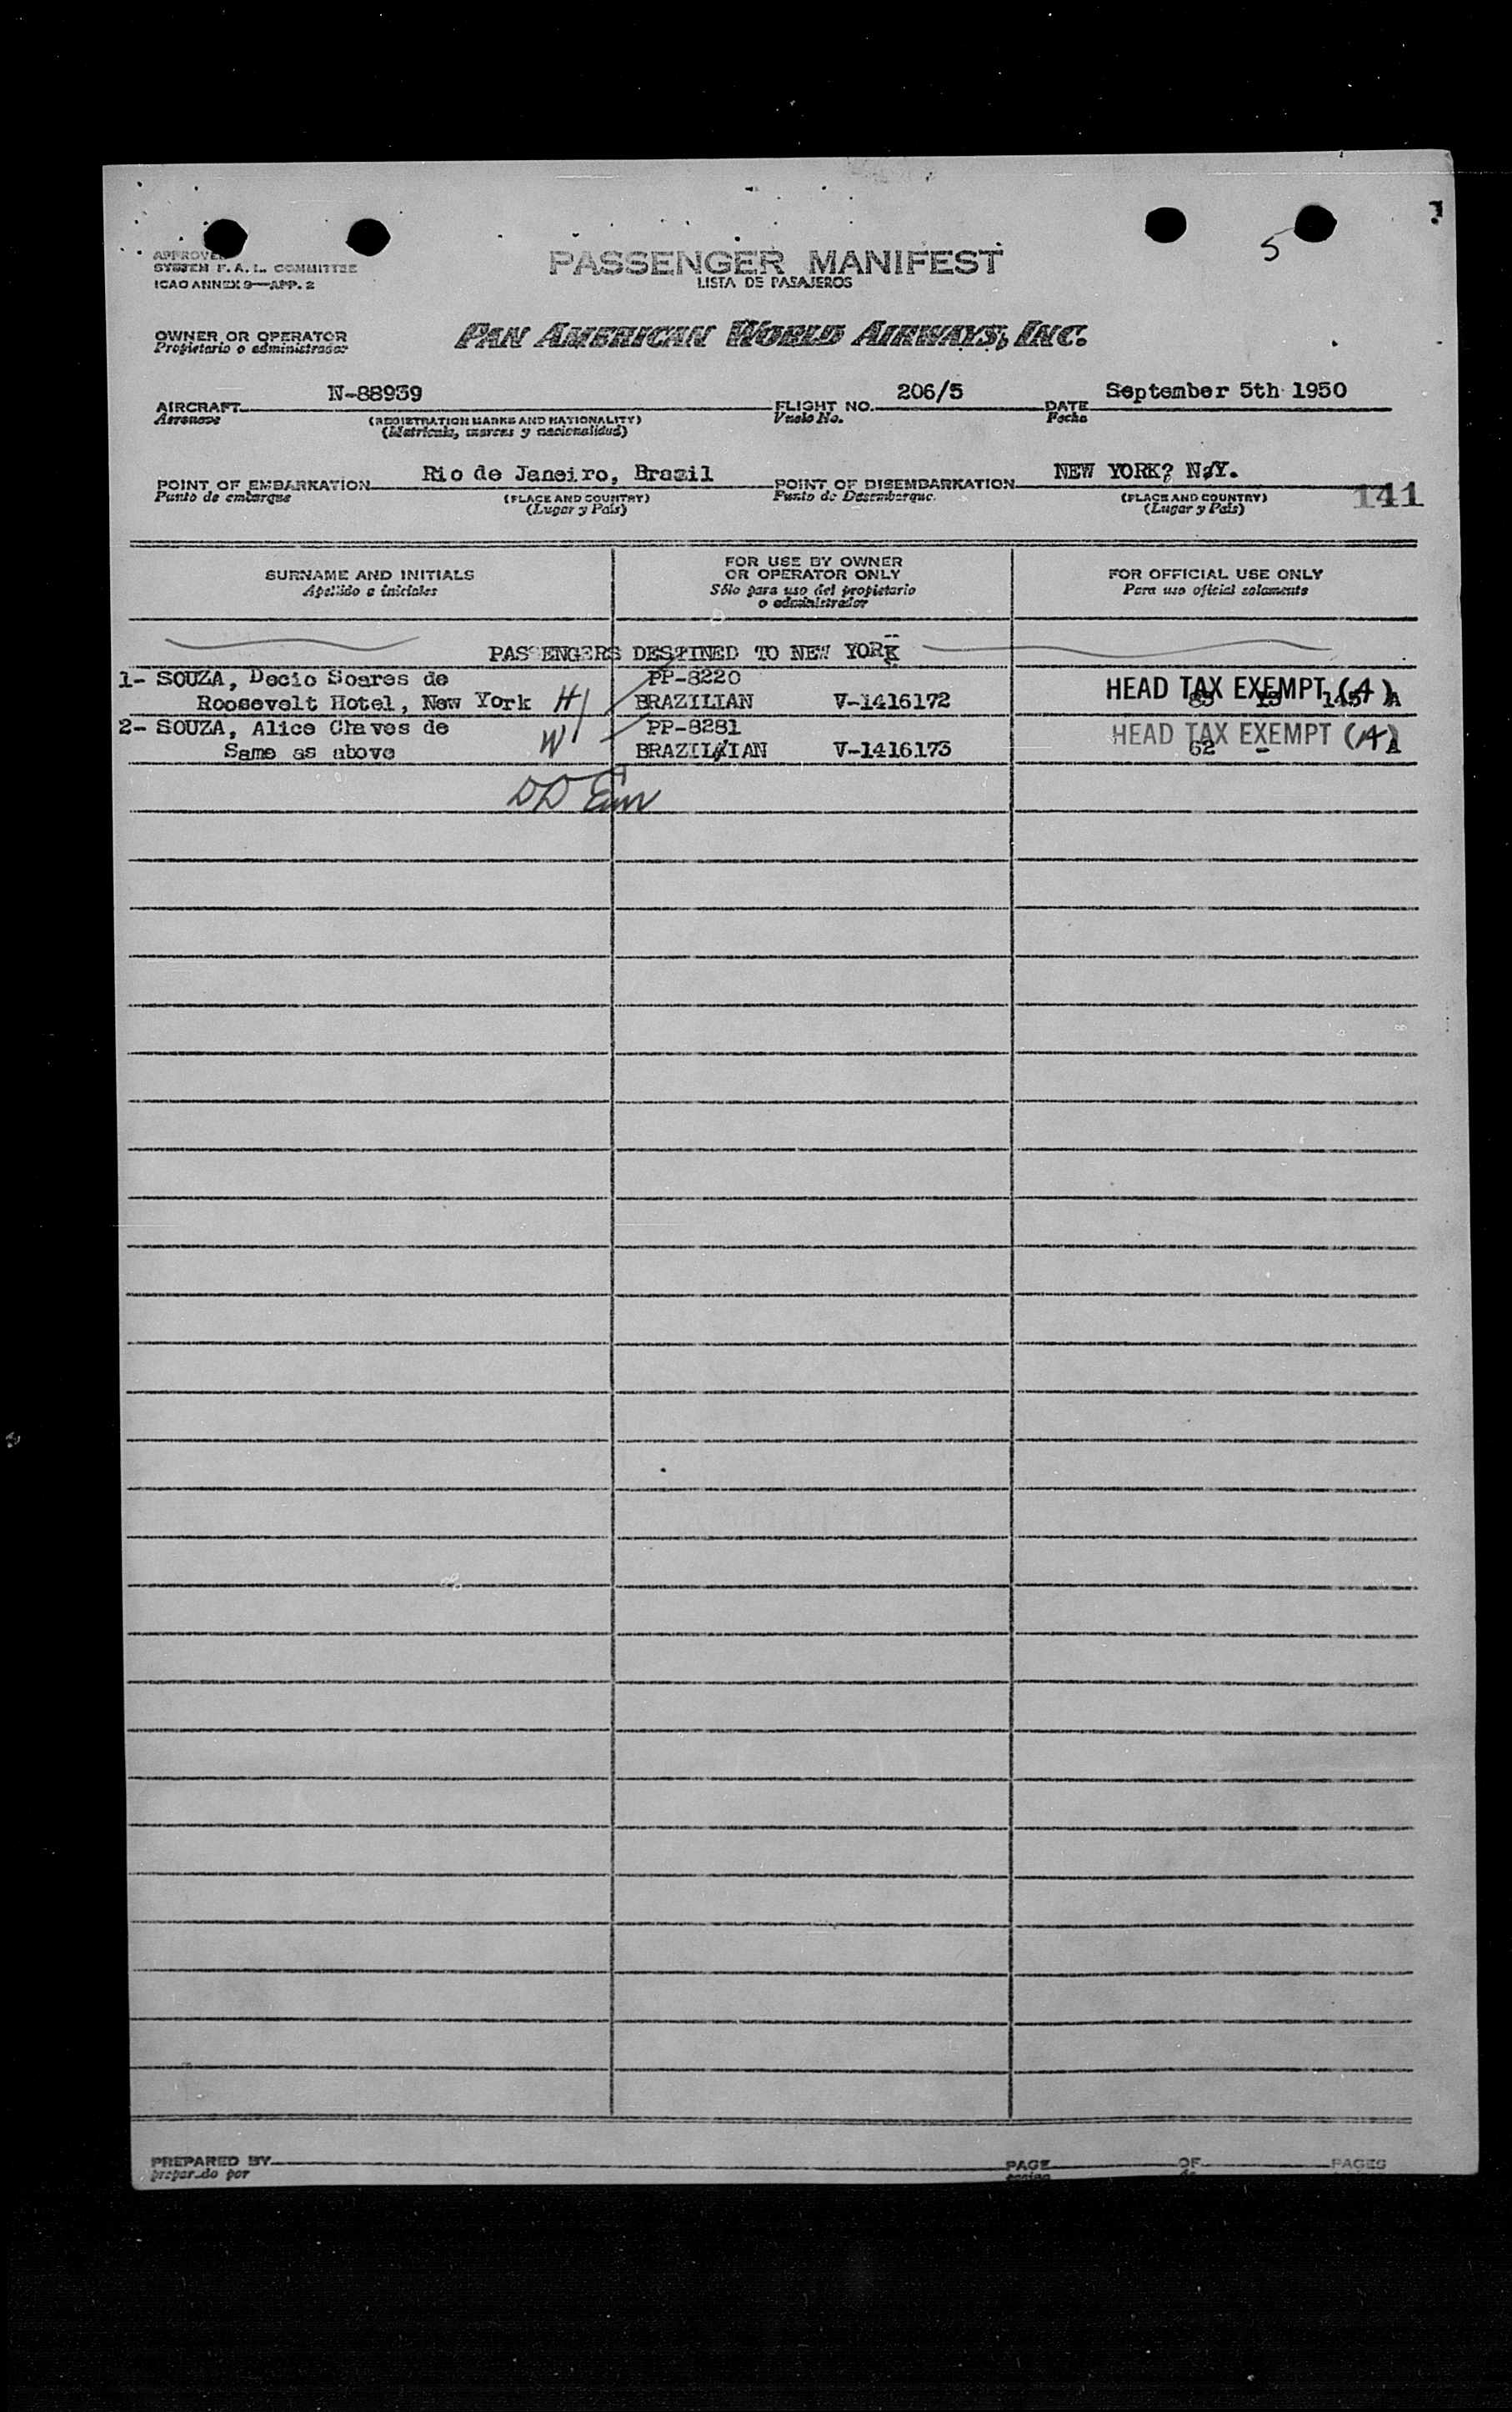 5
APPROVED
SYSTEM F. A. L. COMMITTEE
ICAO ANNEX 9—APP. 2
PASSENGER MANIFEST
LISTA DE PASAJEROS
OWNER OR OPERATOR
Propietario o administrador
PAN AMERICAN WORLD AIRWAYS, INC.
AIRCRAFT N-88939 FLIGHT NO. 206/5 DATE September 5th 1950
Aeronave (REGISTRATION MARKS AND NATIONALITY) Vuelo No. Fecha
(Matricula, marcas y nacionalidad)
POINT OF EMBARKATION Rio de Janeiro, Brazil POINT OF DISEMBARKATION NEW YORK? N/Y.
Punto de embarque (PLACE AND COUNTRY) Punto de Desembarque. (PLACE AND COUNTRY)
(Lugar y País) (Lugar y País)
141
SURNAME AND INITIALS
Apellido e iniciales
FOR USE BY OWNER
OR OPERATOR ONLY
Sólo para uso del propietario
o administrador
FOR OFFICIAL USE ONLY
Para uso oficial solamente
PASSENGERS DESTINED TO NEW YORK
1- SOUZA, Decio Soares de PP-8220
Roosevelt Hotel, New York H BRAZILIAN V-1416172 HEAD TAX EXEMPT (A) A
2- SOUZA, Alice Chaves de PP-8281 HEAD TAX EXEMPT (A)
Same as above W BRAZIL/IAN V-1416173 62 - A
PREPARED BY PAGE OF PAGES
preparado por página de